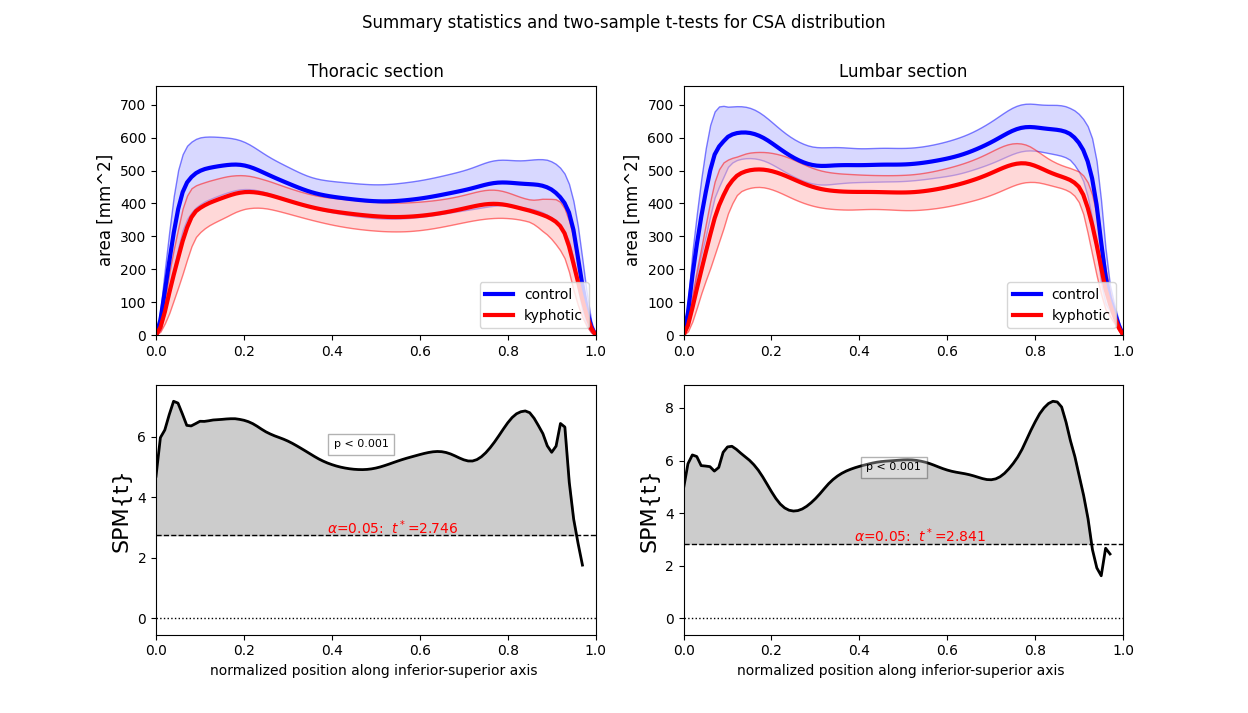 Summary statistics and two-sample t-tests for CSA distribution
Thoracic section
area [mm^2]
700
600
500
400
300
200
100
0
0.0 0.2 0.4 0.6 0.8 1.0
control
kyphotic
Lumbar section
area [mm^2]
700
600
500
400
300
200
100
0
0.0 0.2 0.4 0.6 0.8 1.0
control
kyphotic
SPM{t}
6
4
2
0
p < 0.001
α=0.05: t*=2.746
0.0 0.2 0.4 0.6 0.8 1.0
normalized position along inferior-superior axis
SPM{t}
8
6
4
2
0
p < 0.001
α=0.05: t*=2.841
0.0 0.2 0.4 0.6 0.8 1.0
normalized position along inferior-superior axis